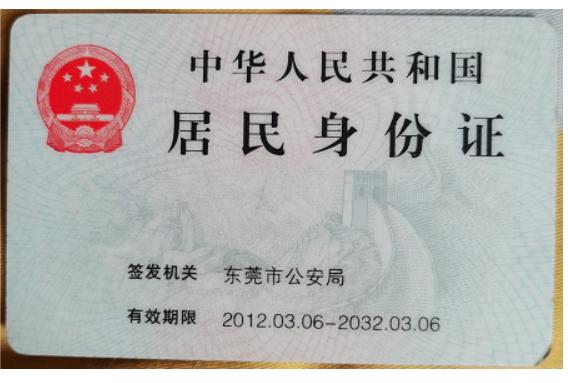 中华人民共和国
居民身份证
签发机关 东莞市公安局
有效期限 2012.03.06-2032.03.06